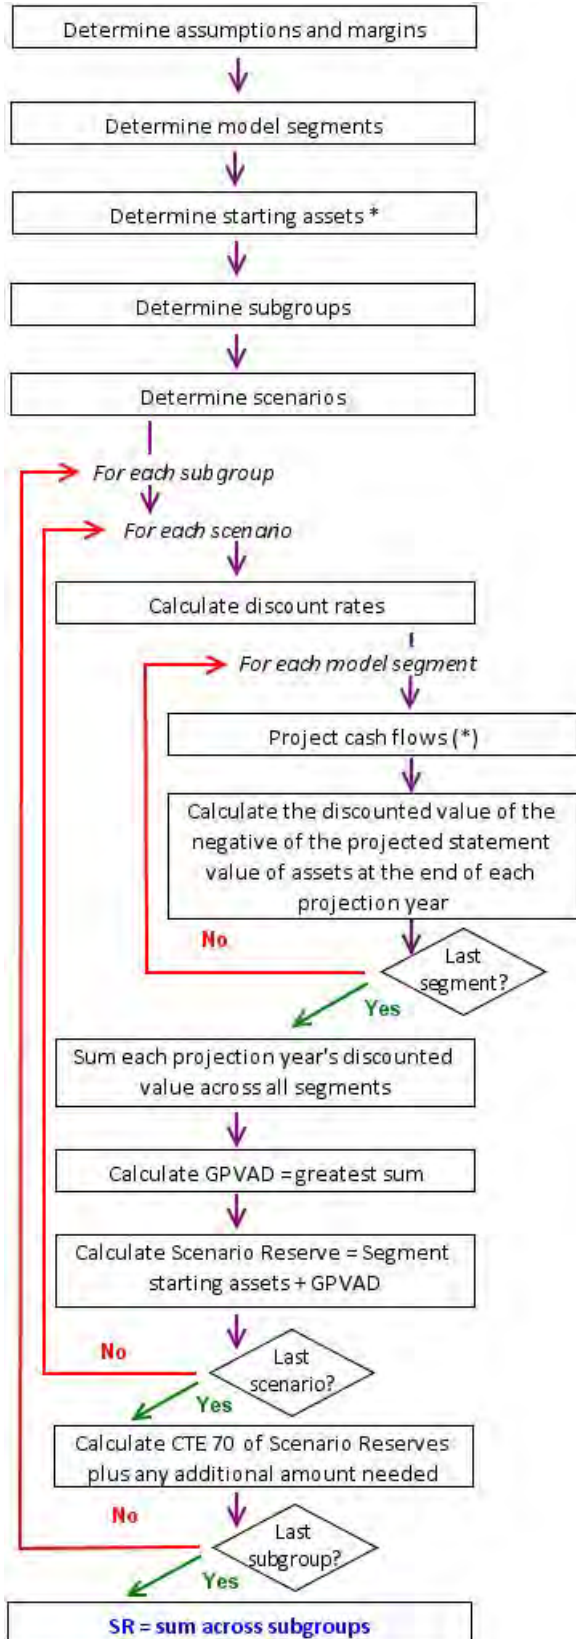 Determine assumptions and margins
Determine model segments
Determine starting assets *
Determine subgroups
Determine scenarios
For each subgroup
For each scenario
Calculate discount rates
For each model segment
Project cash flows (*)
Calculate the discounted value of the
negative of the projected statement
value of assets at the end of each
projection year
No
Last
segment?
Yes
Sum each projection year's discounted
value across all segments
Calculate GPVAD = greatest sum
Calculate Scenario Reserve = Segment
starting assets + GPVAD
No
Last
scenario?
Yes
Calculate CTE 70 of Scenario Reserves
plus any additional amount needed
No
Last
subgroup?
Yes
SR = sum across subgroups